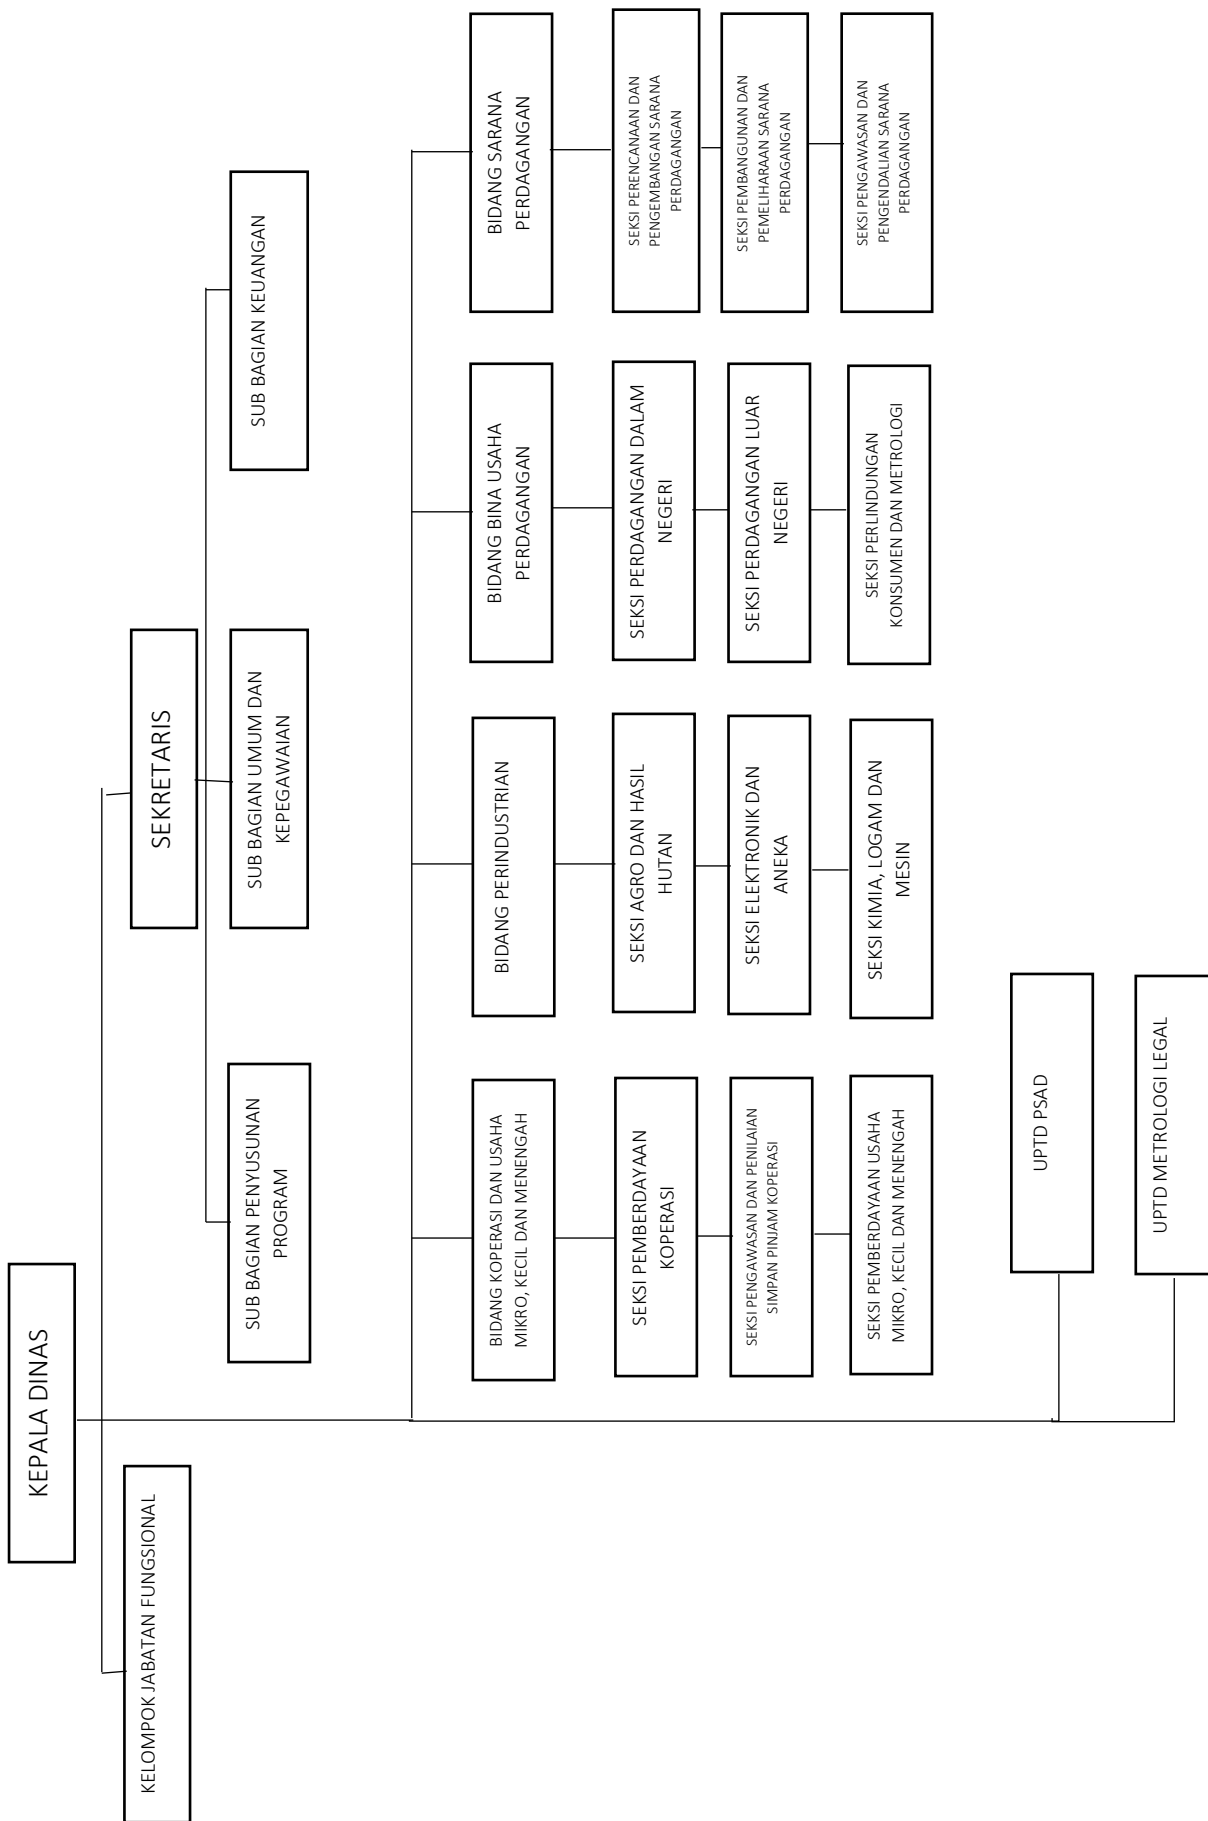 KEPALA DINAS
KELOMPOK JABATAN FUNGSIONAL
SEKRETARIS
SUB BAGIAN PENYUSUNAN
PROGRAM
SUB BAGIAN UMUM DAN
KEPEGAWAIAN
SUB BAGIAN KEUANGAN
BIDANG KOPERASI DAN USAHA
MIKRO, KECIL DAN MENENGAH
BIDANG PERINDUSTRIAN
BIDANG BINA USAHA
PERDAGANGAN
BIDANG SARANA
PERDAGANGAN
SEKSI PEMBERDAYAAN
KOPERASI
SEKSI AGRO DAN HASIL
HUTAN
SEKSI PERDAGANGAN DALAM
NEGERI
SEKSI PERENCANAAN DAN
PENGEMBANGAN SARANA
PERDAGANGAN
SEKSI PENGAWASAN DAN PENILAIAN
SIMPAN PINJAM KOPERASI
SEKSI ELEKTRONIK DAN
ANEKA
SEKSI PERDAGANGAN LUAR
NEGERI
SEKSI PEMBANGUNAN DAN
PEMELIHARAAN SARANA
PERDAGANGAN
SEKSI PEMBERDAYAAN USAHA
MIKRO, KECIL DAN MENENGAH
SEKSI KIMIA, LOGAM DAN
MESIN
SEKSI PERLINDUNGAN
KONSUMEN DAN METROLOGI
SEKSI PENGAWASAN DAN
PENGENDALIAN SARANA
PERDAGANGAN
UPTD PSAD
UPTD METROLOGI LEGAL